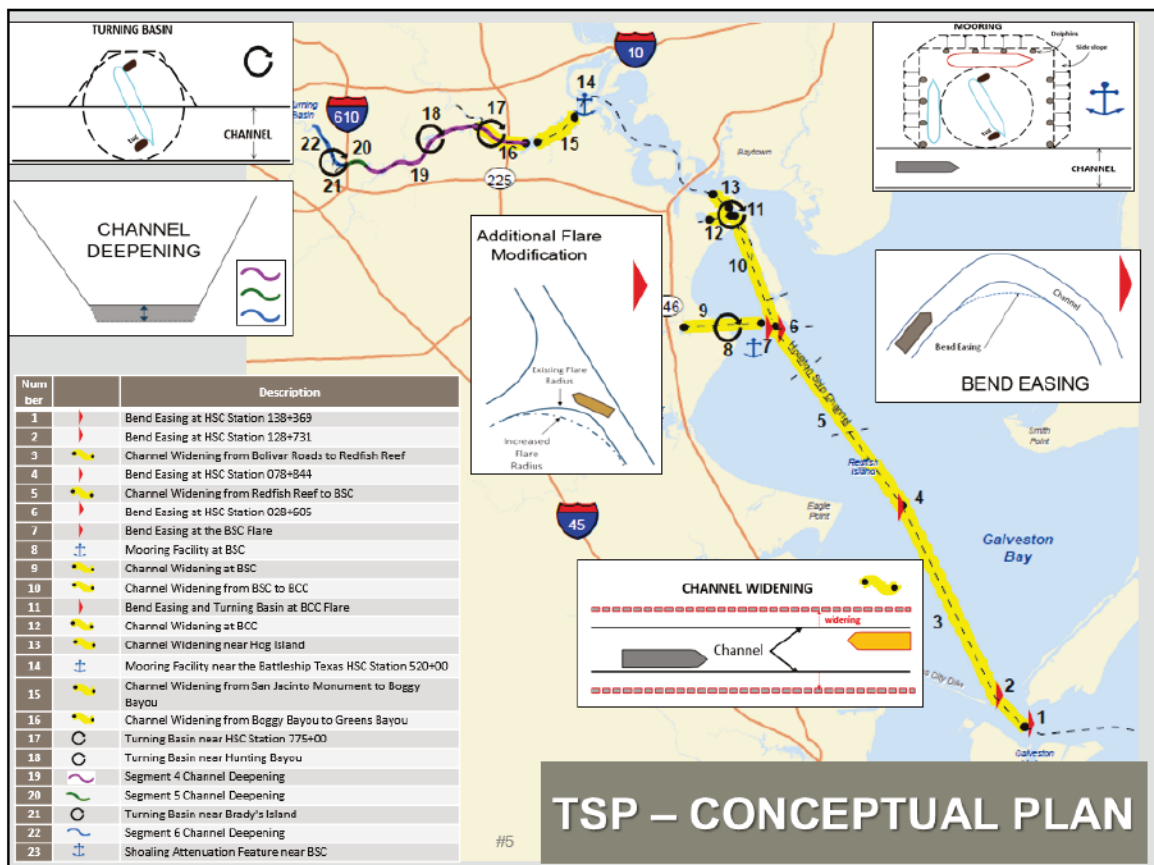 TURNING BASIN
Tug
Tug
CHANNEL
CHANNEL
DEEPENING
Additional Flare
Modification
Existing Flare
Radius
Increased
Flare
Radius
MOORING
Dolphins
Side slope
Tug
CHANNEL
Channel
Bend Easing
BEND EASING
CHANNEL WIDENING
widening
Channel
10
610
Turning
Basin
225
146
45
14
17
18
22
20
16
15
21
19
13
11
12
10
9
8
7
6
5
4
3
2
1
Baytown
Houston Ship Channel
Redfish
Island
Smith
Point
Eagle
Point
Galveston
Bay
City Dike
Galveston
Num
ber
Description
1 Bend Easing at HSC Station 138+369
2 Bend Easing at HSC Station 128+731
3 Channel Widening from Bolivar Roads to Redfish Reef
4 Bend Easing at HSC Station 078+844
5 Channel Widening from Redfish Reef to BSC
6 Bend Easing at HSC Station 028+605
7 Bend Easing at the BSC Flare
8 Mooring Facility at BSC
9 Channel Widening at BSC
10 Channel Widening from BSC to BCC
11 Bend Easing and Turning Basin at BCC Flare
12 Channel Widening at BCC
13 Channel Widening near Hog Island
14 Mooring Facility near the Battleship Texas HSC Station 520+00
15 Channel Widening from San Jacinto Monument to Boggy
Bayou
16 Channel Widening from Boggy Bayou to Greens Bayou
17 Turning Basin near HSC Station 775+00
18 Turning Basin near Hunting Bayou
19 Segment 4 Channel Deepening
20 Segment 5 Channel Deepening
21 Turning Basin near Brady's Island
22 Segment 6 Channel Deepening
23 Shoaling Attenuation Feature near BSC
#5
TSP – CONCEPTUAL PLAN